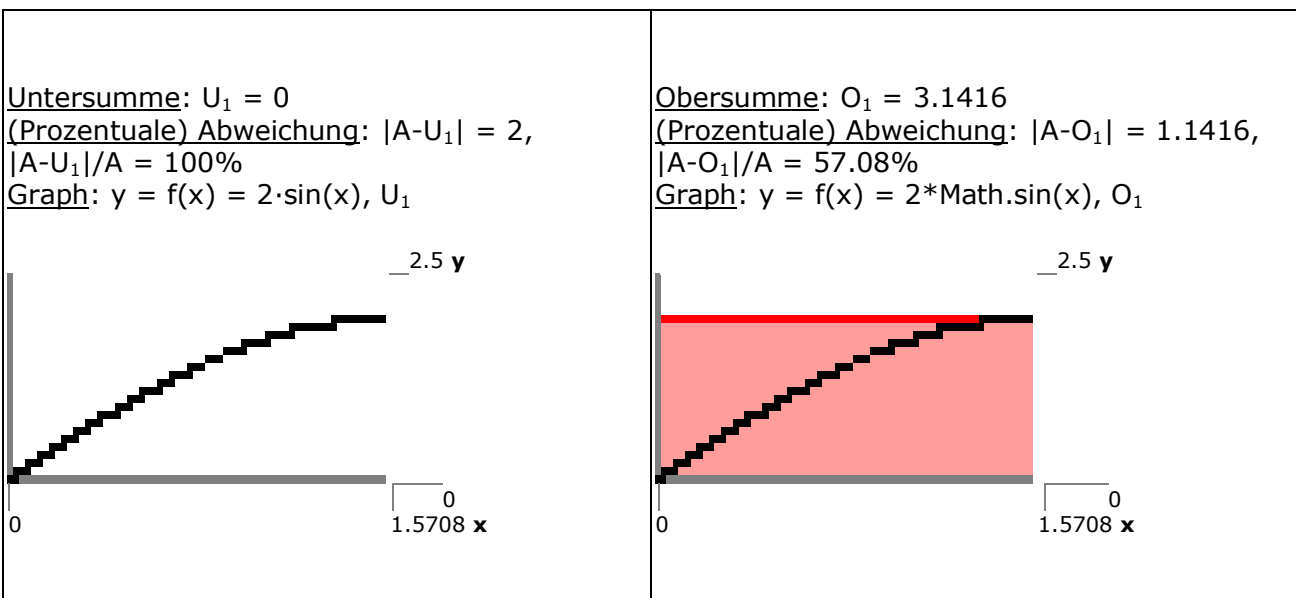 Untersumme: U₁ = 0
(Prozentuale) Abweichung: |A-U₁| = 2,
|A-U₁|/A = 100%
Graph: y = f(x) = 2·sin(x), U₁
2.5 y
0
0
1.5708 x
Obersumme: O₁ = 3.1416
(Prozentuale) Abweichung: |A-O₁| = 1.1416,
|A-O₁|/A = 57.08%
Graph: y = f(x) = 2*Math.sin(x), O₁
2.5 y
0
0
1.5708 x